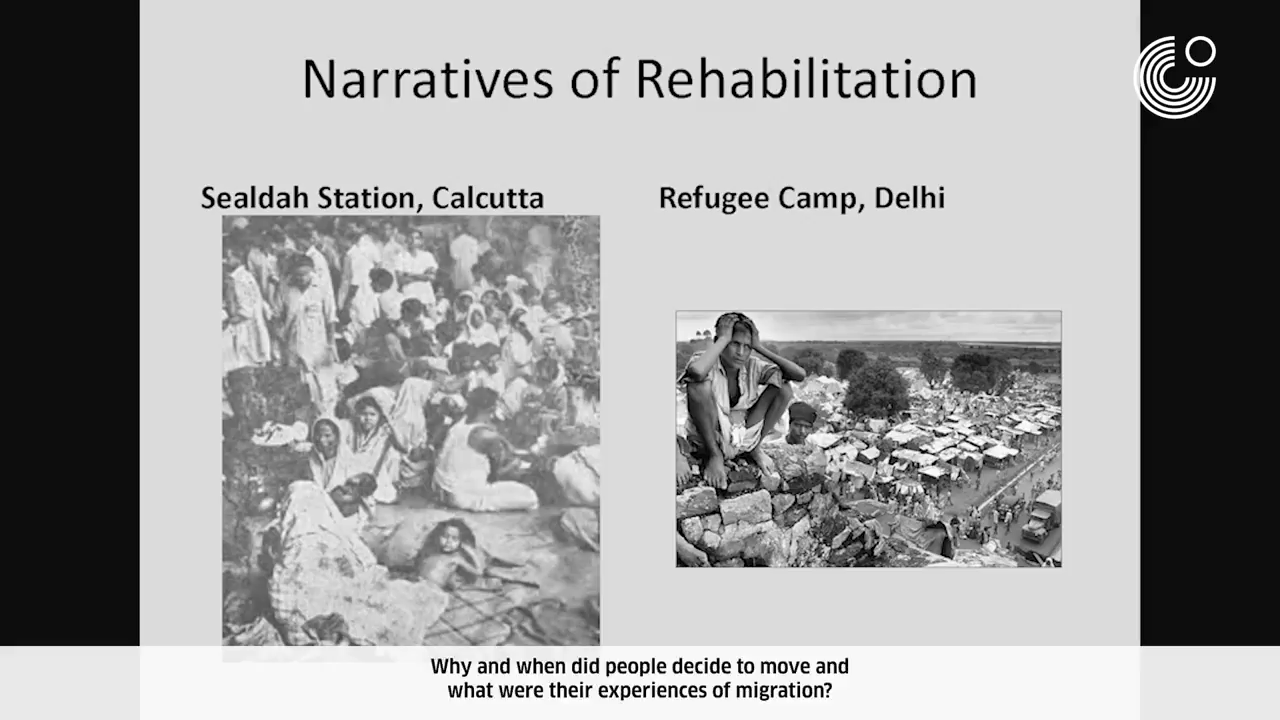 Narratives of Rehabilitation
Sealdah Station, Calcutta
Refugee Camp, Delhi
Why and when did people decide to move and
what were their experiences of migration?